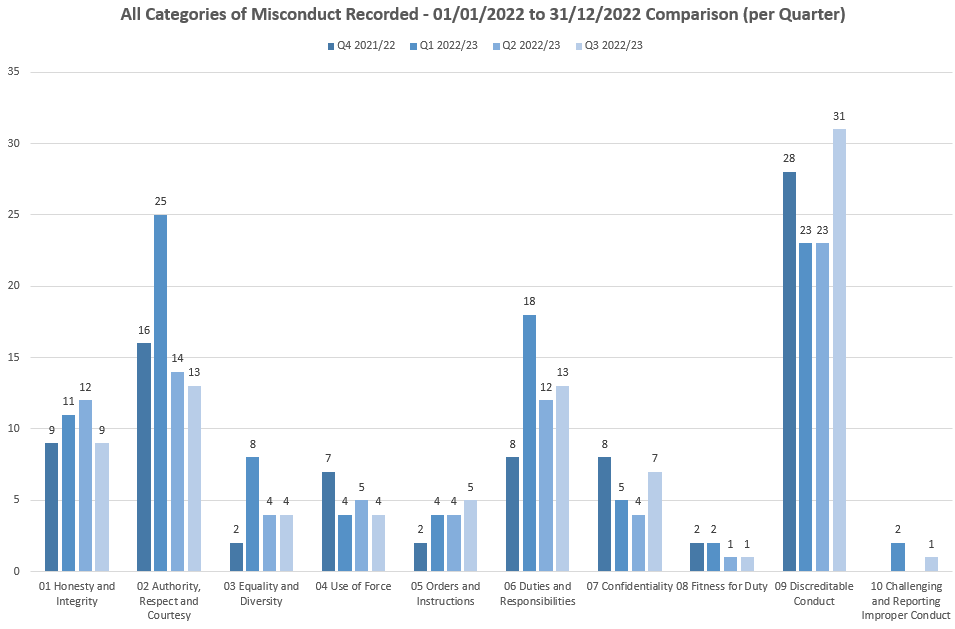 All Categories of Misconduct Recorded - 01/01/2022 to 31/12/2022 Comparison (per Quarter)
Q4 2021/22 Q1 2022/23 Q2 2022/23 Q3 2022/23
35
30
25
20
15
10
5
0
9 11 12 9
16 25 14 13
2 8 4 4
7 4 5 4
2 4 4 5
8 18 12 13
8 5 4 7
2 2 1 1
28 23 23 31
2 1
01 Honesty and
Integrity
02 Authority,
Respect and
Courtesy
03 Equality and
Diversity
04 Use of Force
05 Orders and
Instructions
06 Duties and
Responsibilities
07 Confidentiality
08 Fitness for Duty
09 Discreditable
Conduct
10 Challenging
and Reporting
Improper Conduct